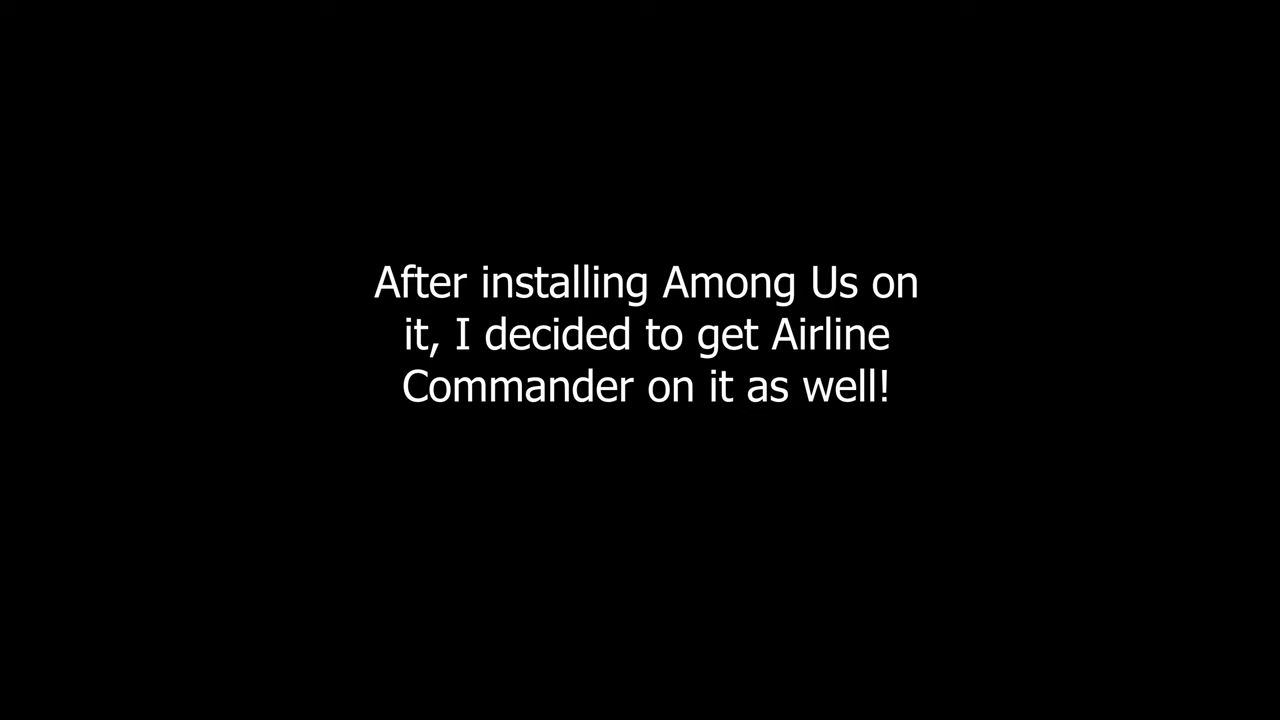 After installing Among Us on
it, I decided to get Airline
Commander on it as well!